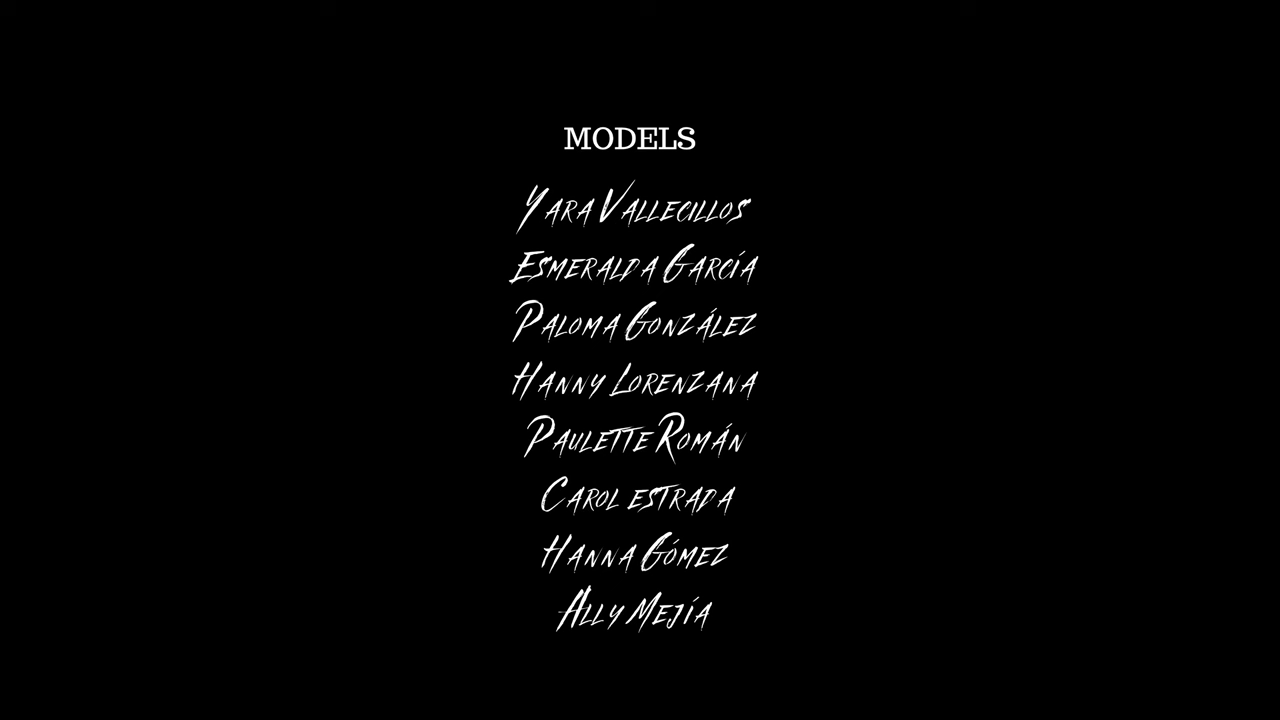 MODELS
Yara Vallecillos
Esmeralda García
Paloma González
Hanny Lorenzana
Paulette Román
Carol estrada
Hanna Gómez
Ally Mejía